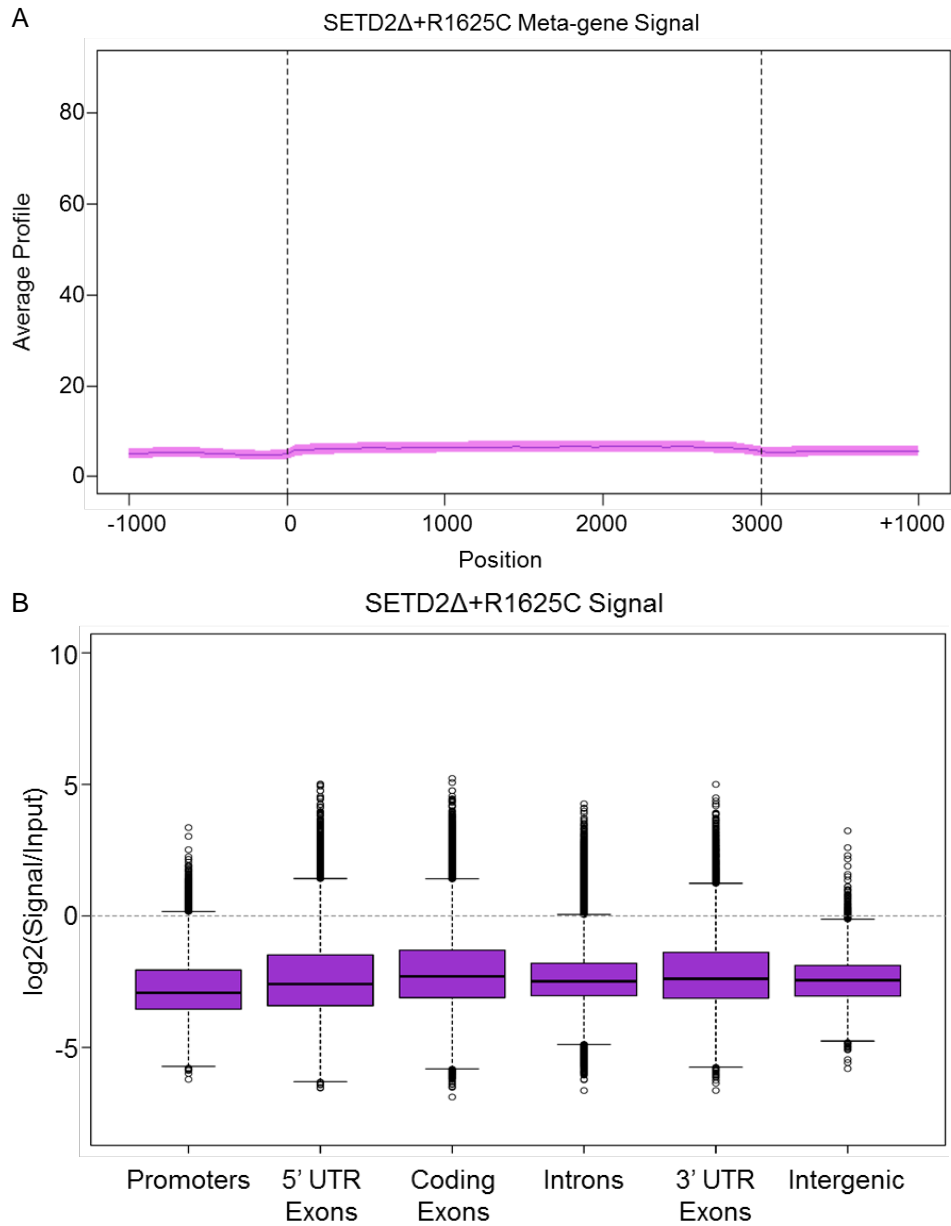 A
SETD2Δ+R1625C Meta-gene Signal
Average Profile
80
60
40
20
0
-1000
0
1000
2000
3000
+1000
Position
B
SETD2Δ+R1625C Signal
log2(Signal/Input)
10
5
0
-5
Promoters
5' UTR
Exons
Coding
Exons
Introns
3' UTR
Exons
Intergenic